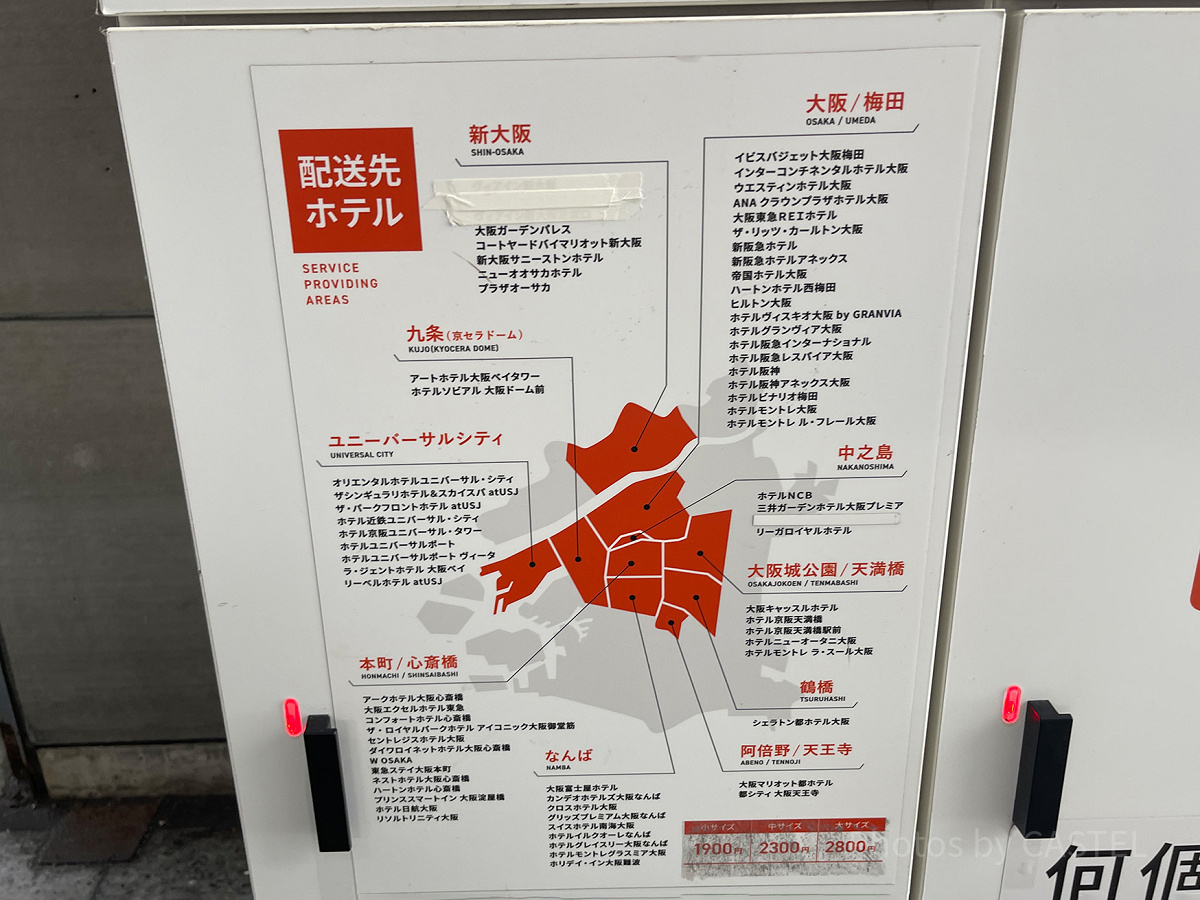 配送先
ホテル
SERVICE
PROVIDING
AREAS
新大阪
SHIN-OSAKA
大阪ガーデンパレス
コートヤードバイマリオット新大阪
新大阪サニーストンホテル
ニューオオサカホテル
プラザオーサカ
大阪/梅田
OSAKA / UMEDA
イビスバジェット大阪梅田
インターコンチネンタルホテル大阪
ウエスティンホテル大阪
ANA クラウンプラザホテル大阪
大阪東急REIホテル
ザ・リッツ・カールトン大阪
新阪急ホテル
新阪急ホテルアネックス
帝国ホテル大阪
ハートンホテル西梅田
ヒルトン大阪
ホテルヴィスキオ大阪 by GRANVIA
ホテルグランヴィア大阪
ホテル阪急インターナショナル
ホテル阪急レスパイア大阪
ホテル阪神
ホテル阪神アネックス大阪
ホテルビナリオ梅田
ホテルモントレ大阪
ホテルモントレ ル・フレール大阪
九条(京セラドーム)
KUJO(KYOCERA DOME)
アートホテル大阪ベイタワー
ホテルソビアル 大阪ドーム前
ユニーバーサルシティ
UNIVERSAL CITY
オリエンタルホテルユニバーサル・シティ
ザシンギュラリホテル&スカイスパ atUSJ
ザ・パークフロントホテル atUSJ
ホテル近鉄ユニバーサル・シティ
ホテル京阪ユニバーサル・タワー
ホテルユニバーサルポート
ホテルユニバーサルポート ヴィータ
ラ・ジェントホテル 大阪ベイ
リーベルホテル atUSJ
中之島
NAKANOSHIMA
ホテルNCB
三井ガーデンホテル大阪プレミア
リーガロイヤルホテル
大阪城公園/天満橋
OSAKAJOKOEN / TENMABASHI
大阪キャッスルホテル
ホテル京阪天満橋
ホテル京阪天満橋駅前
ホテルニューオータニ大阪
ホテルモントレ ラ・スール大阪
本町/心斎橋
HONMACHI / SHINSAIBASHI
アークホテル大阪心斎橋
大阪エクセルホテル東急
コンフォートホテル心斎橋
ザ・ロイヤルパークホテル アイコニック大阪御堂筋
セントレジスホテル大阪
ダイワロイネットホテル大阪心斎橋
W OSAKA
東急ステイ大阪本町
ネストホテル大阪心斎橋
ハートンホテル心斎橋
プリンススマートイン 大阪淀屋橋
ホテル日航大阪
リソルトリニティ大阪
鶴橋
TSURUHASHI
シェラトン都ホテル大阪
なんば
NAMBA
大阪富士屋ホテル
カンデオホテルズ大阪なんば
クロスホテル大阪
グリッズプレミアム大阪なんば
スイスホテル南海大阪
ホテルイルクオーレなんば
ホテルグレイスリー大阪なんば
ホテルモントレグラスミア大阪
ホリデイ・イン大阪難波
阿倍野/天王寺
ABENO / TENNOJI
大阪マリオット都ホテル
都シティ 大阪天王寺
小サイズ 中サイズ 大サイズ
1900円 2300円 2800円
photos by CASTEL
何個